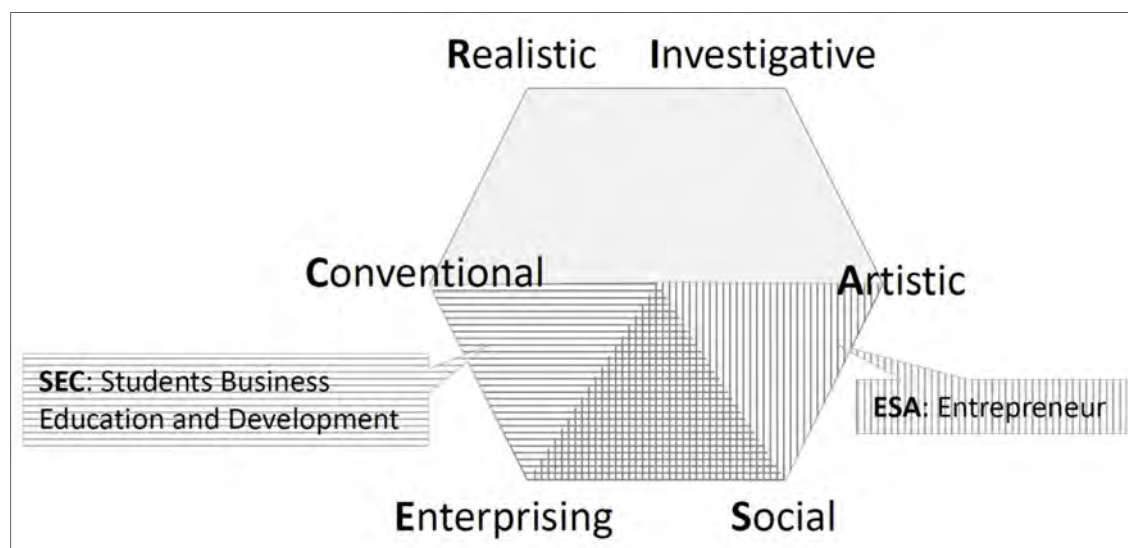 Realistic Investigative
Conventional
Artistic
SEC: Students Business
Education and Development
ESA: Entrepreneur
Enterprising Social